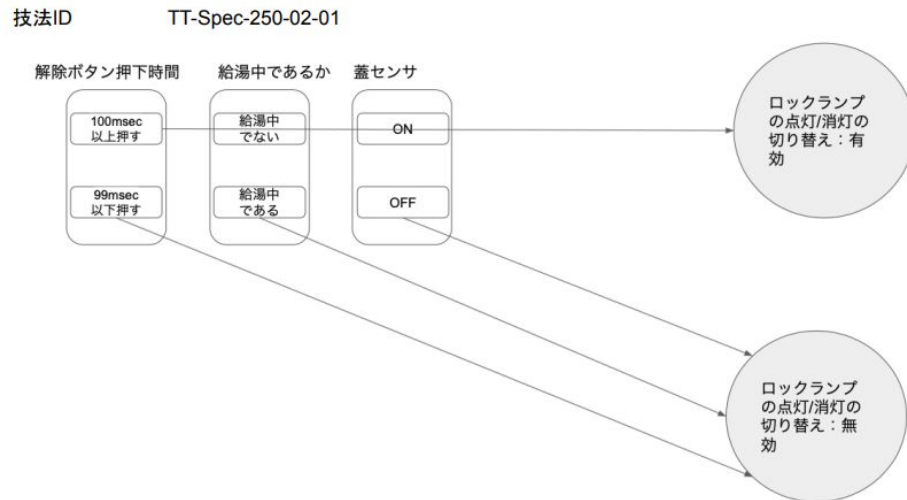 技法ID TT-Spec-250-02-01
解除ボタン押下時間 給湯中であるか 蓋センサ
100msec
以上押す
給湯中
でない
ON
99msec
以下押す
給湯中
である
OFF
ロックランプ
の点灯/消灯の
切り替え：有
効
ロックランプ
の点灯/消灯の
切り替え：無
効